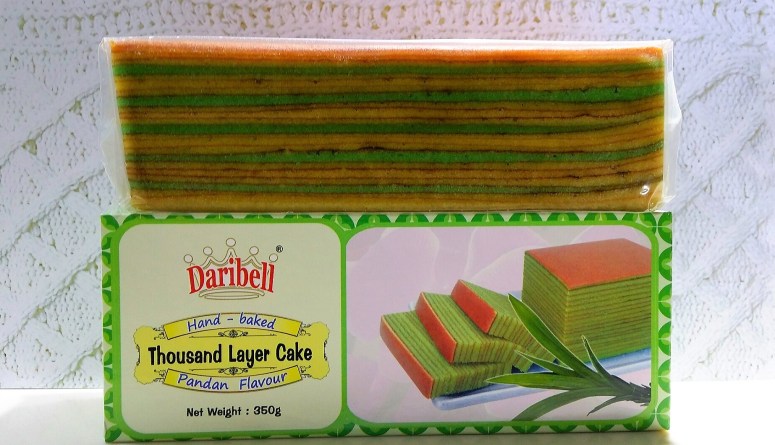 Daribell®
Hand - baked
Thousand Layer Cake
Pandan Flavour
Net Weight : 350g